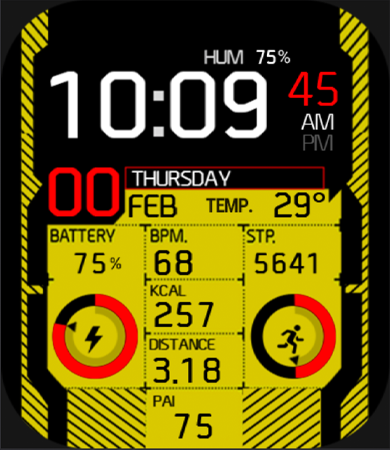 HUM 75%
10:09 45
AM
PM
00 THURSDAY
FEB TEMP. 29°
BATTERY BPM. STP.
75% 68 5641
KCAL
257
DISTANCE
3.18
PAI
75